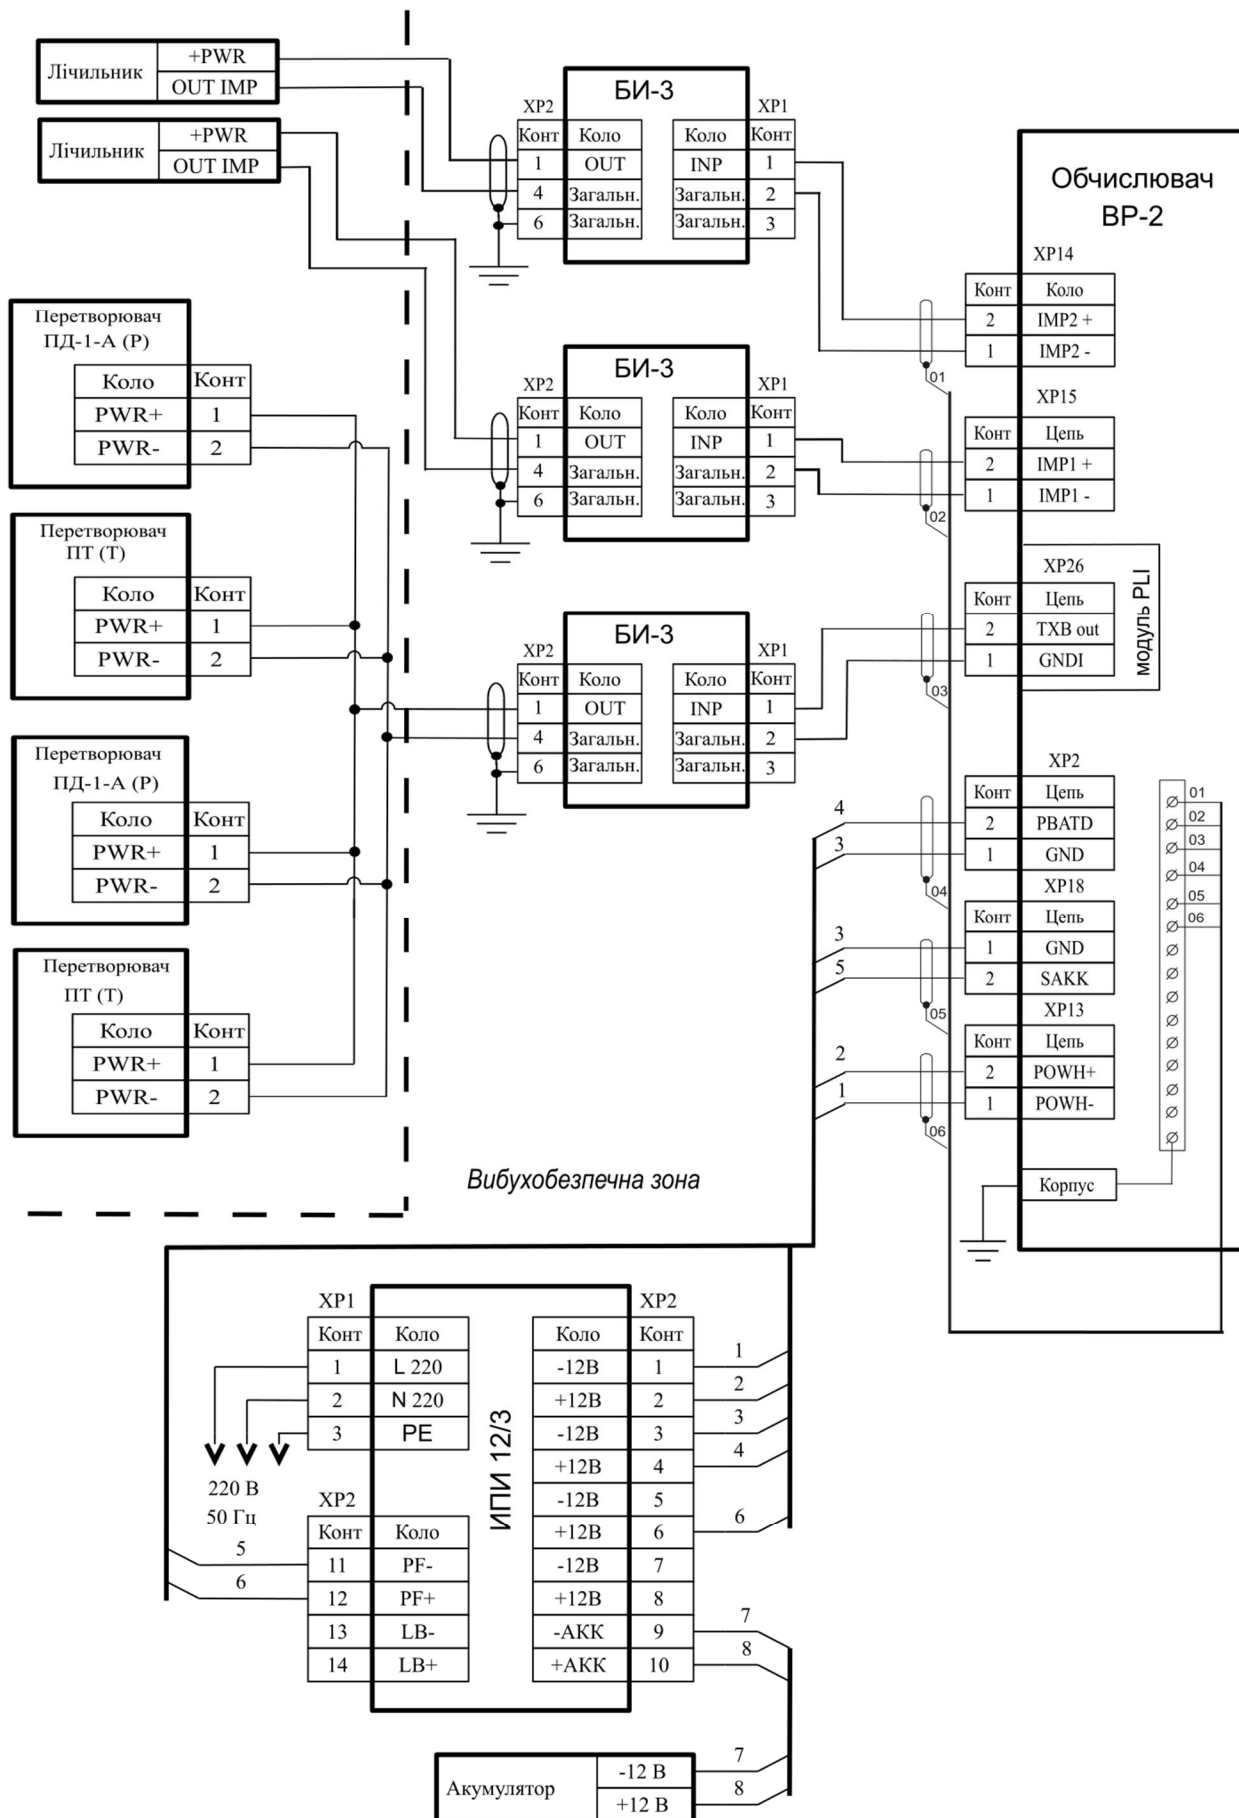 Лічильник
+PWR
OUT IMP
Лічильник
+PWR
OUT IMP
Перетворювач
ПД-1-А (Р)
Коло Конт
PWR+ 1
PWR- 2
Перетворювач
ПТ (Т)
Коло Конт
PWR+ 1
PWR- 2
Перетворювач
ПД-1-А (Р)
Коло Конт
PWR+ 1
PWR- 2
Перетворювач
ПТ (Т)
Коло Конт
PWR+ 1
PWR- 2
БИ-3
XP2 XP1
Конт Коло Коло Конт
1 OUT INP 1
4 Загальн. Загальн. 2
6 Загальн. Загальн. 3
БИ-3
XP2 XP1
Конт Коло Коло Конт
1 OUT INP 1
4 Загальн. Загальн. 2
6 Загальн. Загальн. 3
БИ-3
XP2 XP1
Конт Коло Коло Конт
1 OUT INP 1
4 Загальн. Загальн. 2
6 Загальн. Загальн. 3
Обчислювач
ВР-2
XP14
Конт Коло
2 IMP2 +
1 IMP2 -
01
XP15
Конт Цепь
2 IMP1 +
1 IMP1 -
02
XP26
Конт Цепь
2 TXB out
1 GNDI
03
модуль PLI
XP2
Конт Цепь
4 2 PBATD
3 1 GND
04
XP18
Конт Цепь
3 1 GND
5 2 SAKK
05
XP13
Конт Цепь
2 2 POWH+
1 1 POWH-
06
01
02
03
04
05
06
Корпус
Вибухобезпечна зона
XP1
Конт Коло
1 L 220
2 N 220
3 PE
220 В
50 Гц
XP2
Конт Коло
5 11 PF-
6 12 PF+
13 LB-
14 LB+
ИПИ 12/3
XP2
Коло Конт
-12В 1 1
+12В 2 2
-12В 3 3
+12В 4 4
-12В 5
+12В 6 6
-12В 7
+12В 8
-АКК 9 7
+АКК 10 8
Акумулятор
-12 В 7
+12 В 8